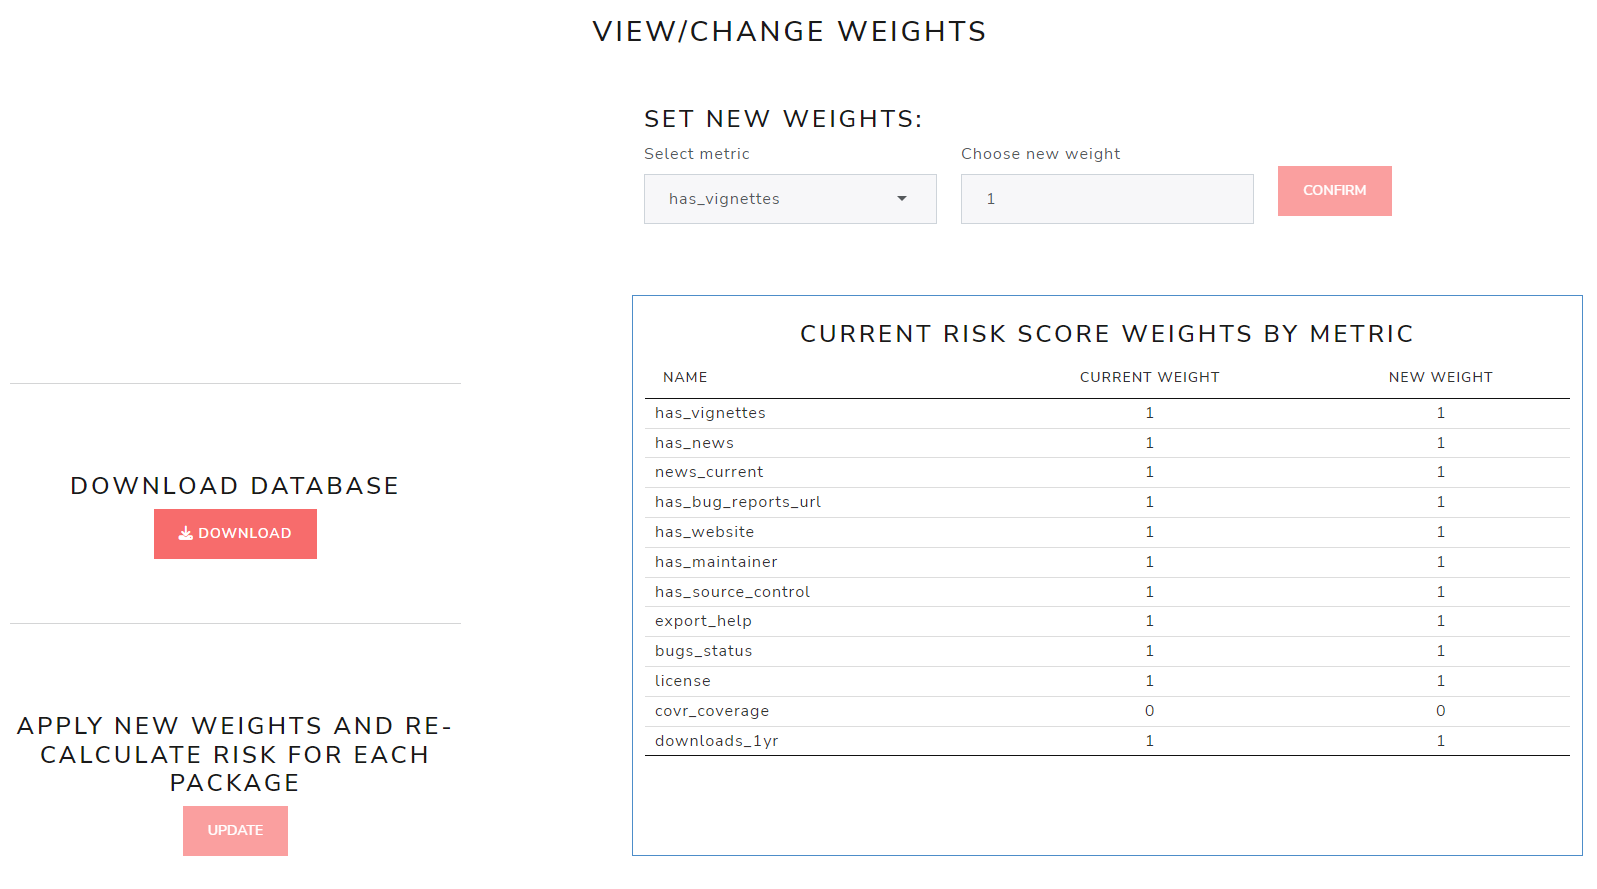 VIEW/CHANGE WEIGHTS
SET NEW WEIGHTS:
Select metric
Choose new weight
has_vignettes
1
CONFIRM
DOWNLOAD DATABASE
DOWNLOAD
APPLY NEW WEIGHTS AND RE-
CALCULATE RISK FOR EACH
PACKAGE
UPDATE
CURRENT RISK SCORE WEIGHTS BY METRIC
NAME CURRENT WEIGHT NEW WEIGHT
has_vignettes 1 1
has_news 1 1
news_current 1 1
has_bug_reports_url 1 1
has_website 1 1
has_maintainer 1 1
has_source_control 1 1
export_help 1 1
bugs_status 1 1
license 1 1
covr_coverage 0 0
downloads_1yr 1 1